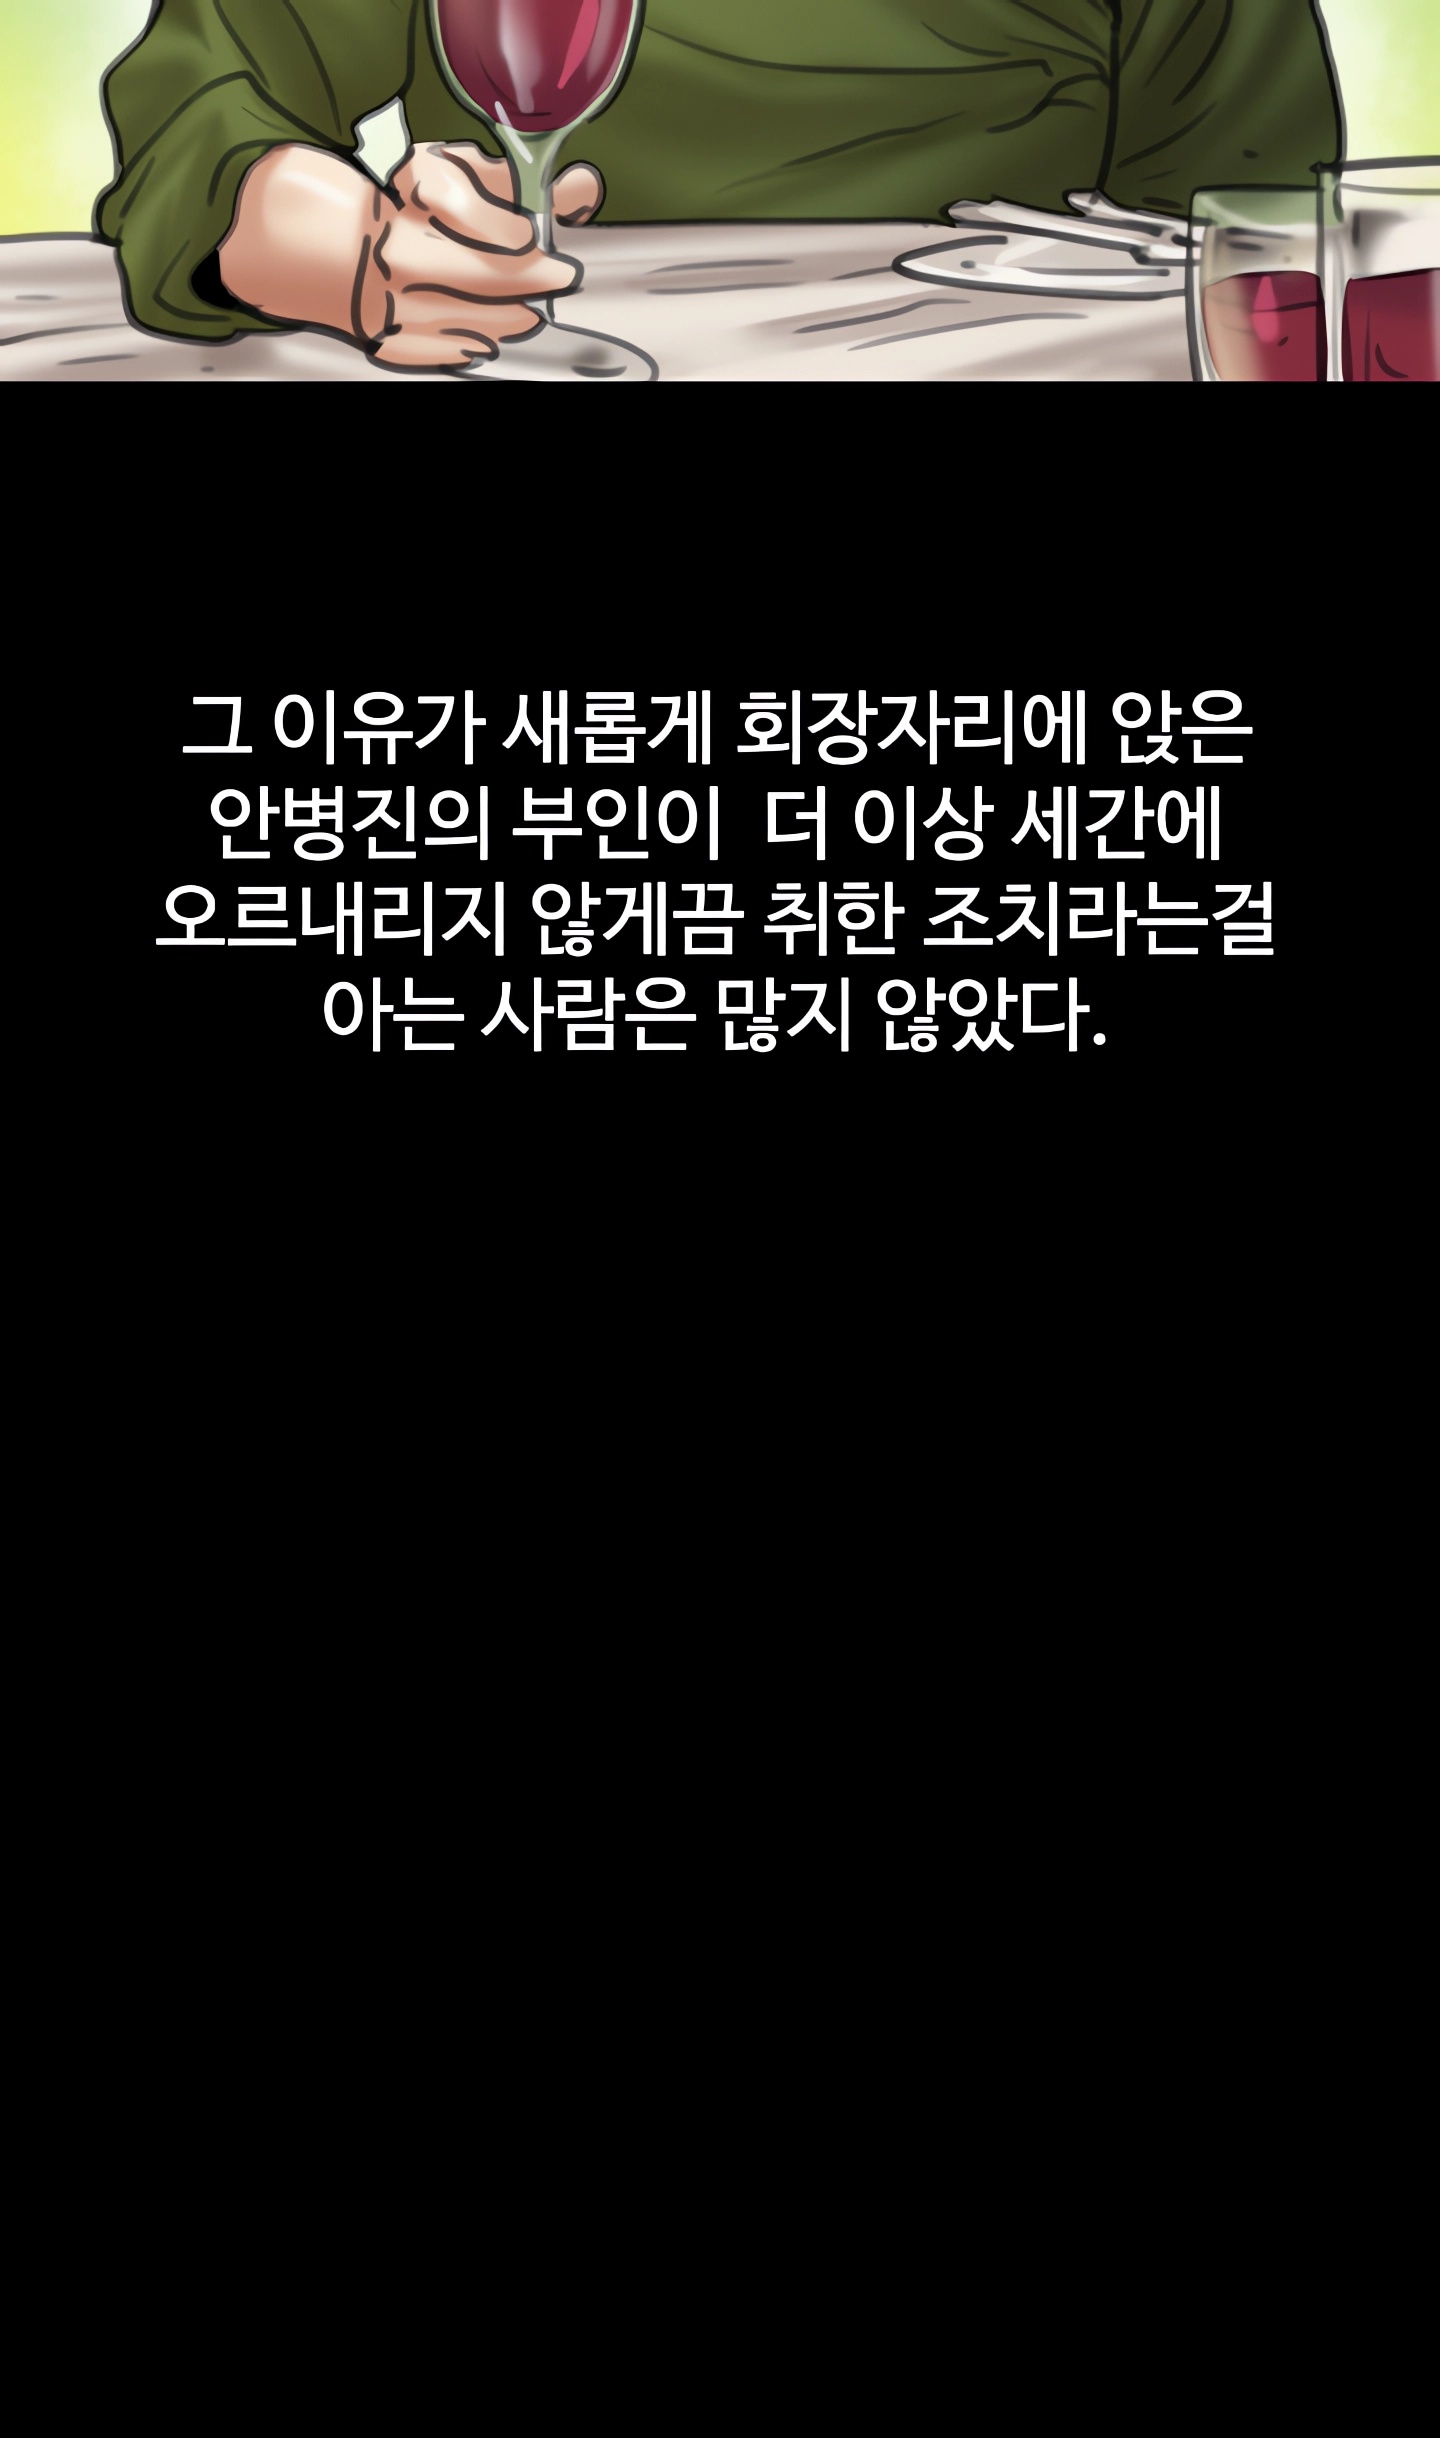 그 이유가 새롭게 회장자리에 앉은
안병진의 부인이  더 이상 세간에
오르내리지 않게끔 취한 조치라는걸
아는 사람은 많지 않았다.